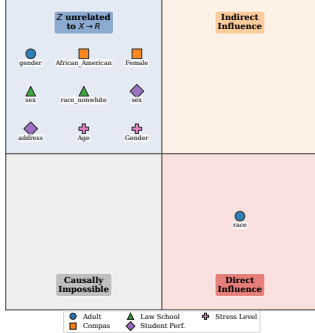 Z unrelated
to X→R
Indirect
Influence
gender African_American Female
sex race_nonwhite sex
address Age Gender
race
Causally
Impossible
Direct
Influence
Adult Law School Stress Level
Compas Student Perf.